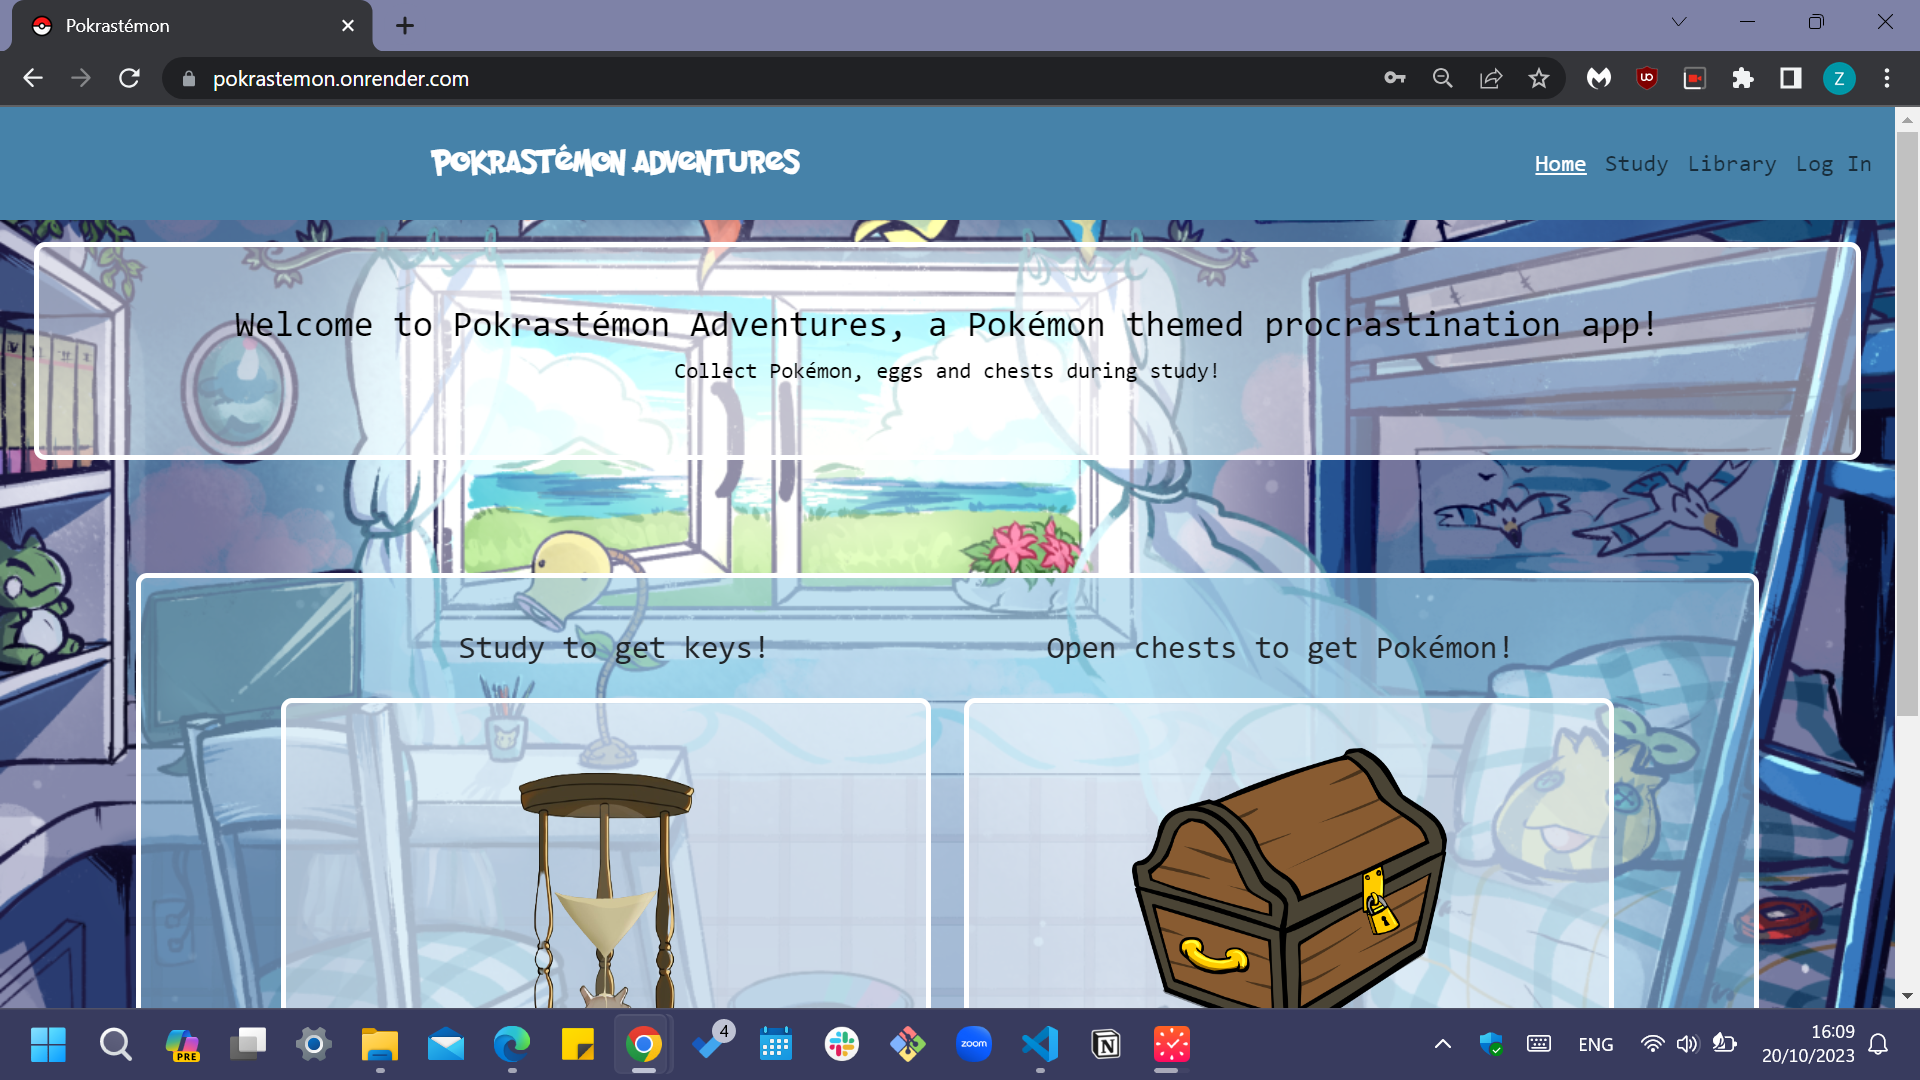 Pokrastémon
pokrastemon.onrender.com
Z
POKRASTéMON ADVENTURES
Home Study Library Log In
Welcome to Pokrastémon Adventures, a Pokémon themed procrastination app!
Collect Pokémon, eggs and chests during study!
Study to get keys!
Open chests to get Pokémon!
PRE
4
zoom
ENG
16:09
20/10/2023